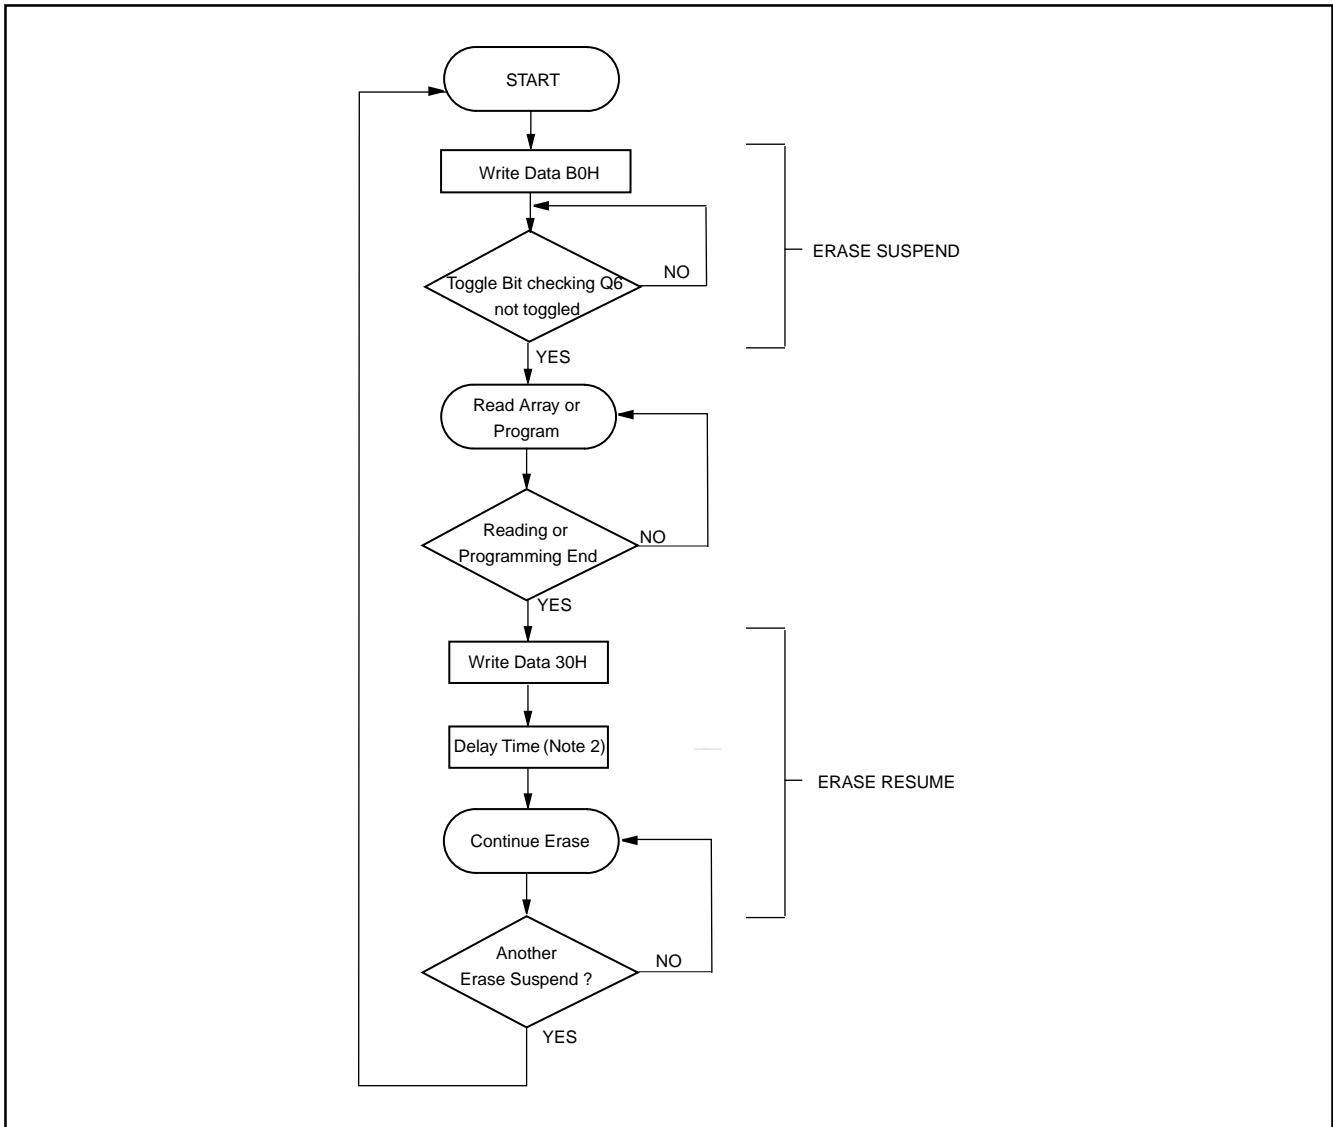 START
Write Data B0H
Toggle Bit checking Q6
not toggled
NO
ERASE SUSPEND
YES
Read Array or
Program
Reading or
Programming End
NO
YES
Write Data 30H
Delay Time (Note 2)
ERASE RESUME
Continue Erase
Another
Erase Suspend ?
NO
YES